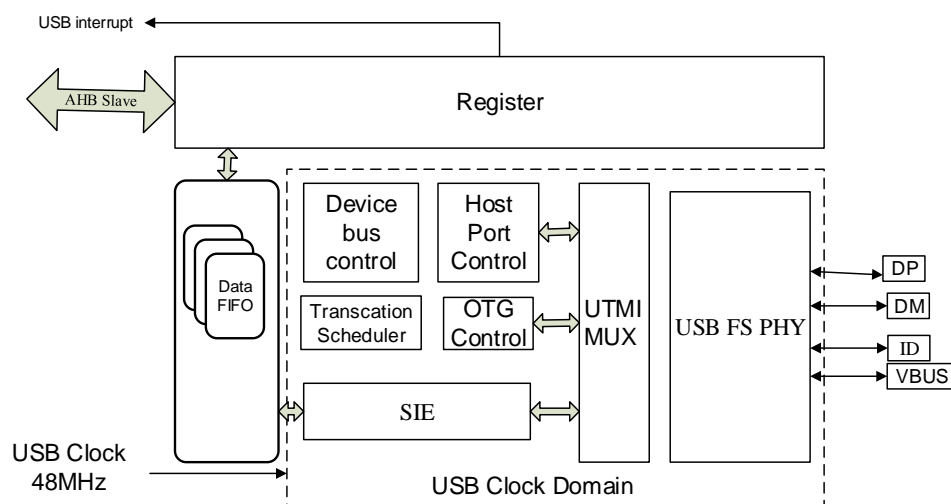 USB interrupt
AHB Slave
Register
Device
bus
control
Host
Port
Control
Data
FIFO
Transcation
Scheduler
OTG
Control
UTMI
MUX
USB FS PHY
DP
DM
ID
VBUS
SIE
USB Clock
48MHz
USB Clock Domain